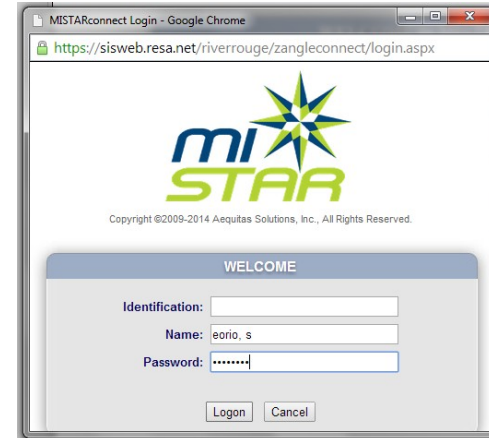 MISTARconnect Login - Google Chrome
https://sisweb.resa.net/riverrouge/zangleconnect/login.aspx
mi
STAR
Copyright ©2009-2014 Aequitas Solutions, Inc., All Rights Reserved.
WELCOME
Identification:
Name: eorio, s
Password: ••••••••
Logon Cancel